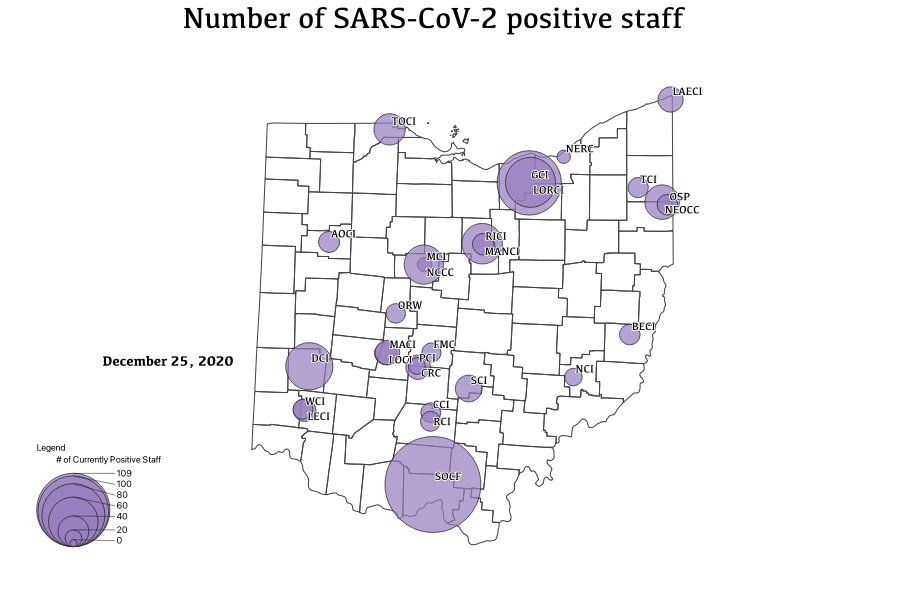 Number of SARS-CoV-2 positive staff
LAECI
TOCI
NERC
GCI
TCI
LORCI
OSP
NEOCC
AOCI
RICI
MANCI
MCI
NCCC
ORW
BECI
MACI
FMC
December 25, 2020
DCI
LOCI
PCI
CRC
NCI
SCI
WCI
CCI
LECI
RCI
SOCF
Legend
# of Currently Positive Staff
109
100
80
60
40
20
0